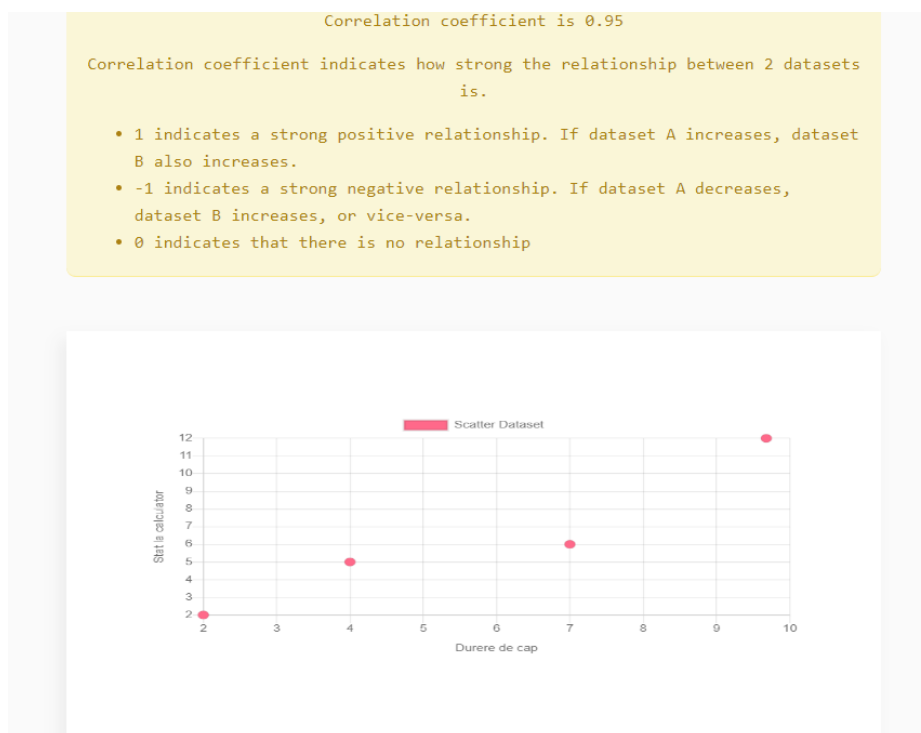 Correlation coefficient is 0.95
Correlation coefficient indicates how strong the relationship between 2 datasets
is.
• 1 indicates a strong positive relationship. If dataset A increases, dataset
B also increases.
• -1 indicates a strong negative relationship. If dataset A decreases,
dataset B increases, or vice-versa.
• 0 indicates that there is no relationship
Scatter Dataset
12
11
10
9
8
7
6
5
4
3
2
Stat la calculator
2 3 4 5 6 7 8 9 10
Durere de cap